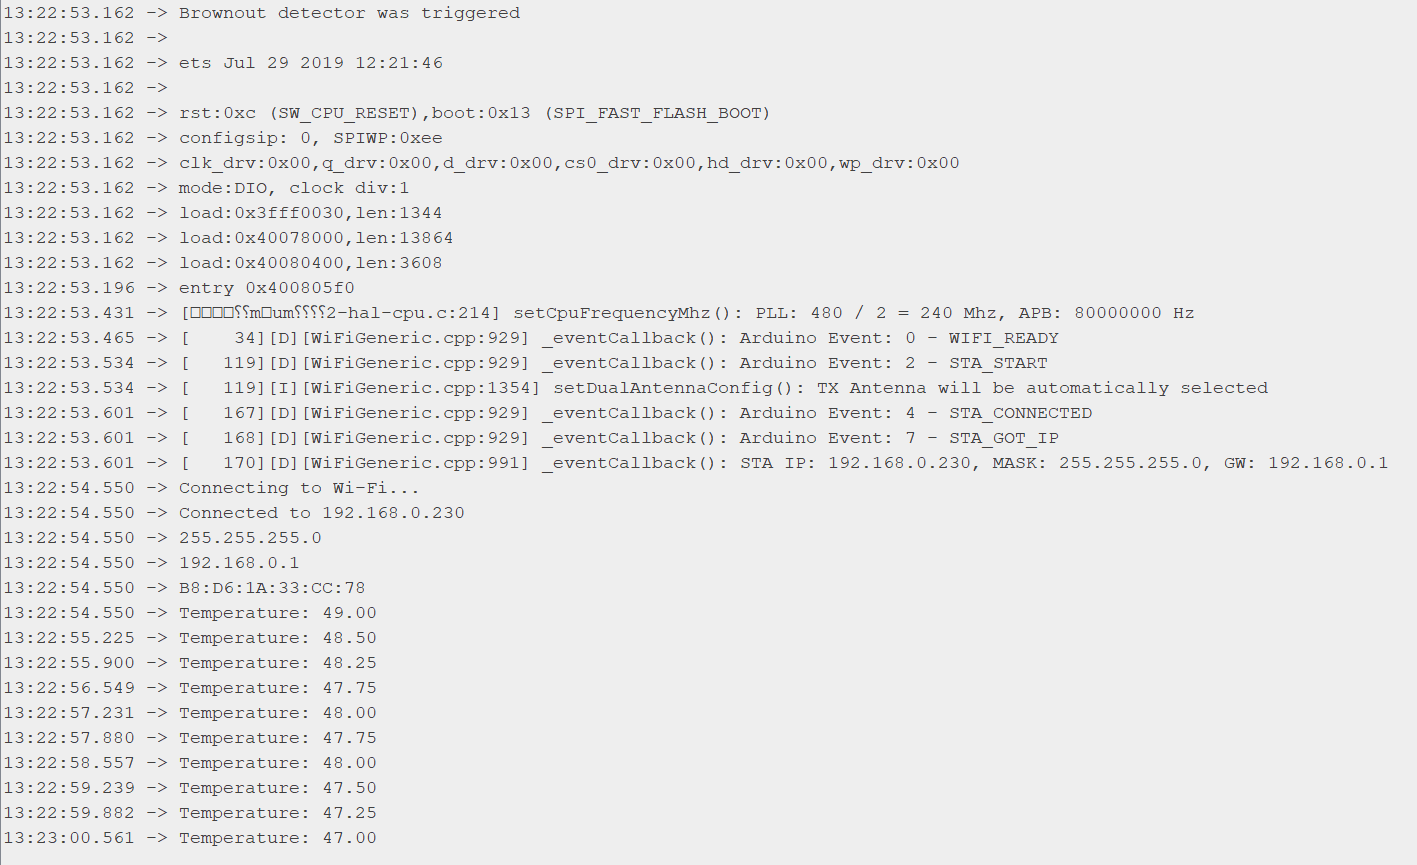 13:22:53.162 -> Brownout detector was triggered
13:22:53.162 ->
13:22:53.162 -> ets Jul 29 2019 12:21:46
13:22:53.162 ->
13:22:53.162 -> rst:0xc (SW_CPU_RESET),boot:0x13 (SPI_FAST_FLASH_BOOT)
13:22:53.162 -> configsip: 0, SPIWP:0xee
13:22:53.162 -> clk_drv:0x00,q_drv:0x00,d_drv:0x00,cs0_drv:0x00,hd_drv:0x00,wp_drv:0x00
13:22:53.162 -> mode:DIO, clock div:1
13:22:53.162 -> load:0x3fff0030,len:1344
13:22:53.162 -> load:0x40078000,len:13864
13:22:53.162 -> load:0x40080400,len:3608
13:22:53.196 -> entry 0x400805f0
13:22:53.431 -> [□□□□⸮⸮m□um⸮⸮⸮⸮2-hal-cpu.c:214] setCpuFrequencyMhz(): PLL: 480 / 2 = 240 Mhz, APB: 80000000 Hz
13:22:53.465 -> [    34][D][WiFiGeneric.cpp:929] _eventCallback(): Arduino Event: 0 - WIFI_READY
13:22:53.534 -> [   119][D][WiFiGeneric.cpp:929] _eventCallback(): Arduino Event: 2 - STA_START
13:22:53.534 -> [   119][I][WiFiGeneric.cpp:1354] setDualAntennaConfig(): TX Antenna will be automatically selected
13:22:53.601 -> [   167][D][WiFiGeneric.cpp:929] _eventCallback(): Arduino Event: 4 - STA_CONNECTED
13:22:53.601 -> [   168][D][WiFiGeneric.cpp:929] _eventCallback(): Arduino Event: 7 - STA_GOT_IP
13:22:53.601 -> [   170][D][WiFiGeneric.cpp:991] _eventCallback(): STA IP: 192.168.0.230, MASK: 255.255.255.0, GW: 192.168.0.1
13:22:54.550 -> Connecting to Wi-Fi...
13:22:54.550 -> Connected to 192.168.0.230
13:22:54.550 -> 255.255.255.0
13:22:54.550 -> 192.168.0.1
13:22:54.550 -> B8:D6:1A:33:CC:78
13:22:54.550 -> Temperature: 49.00
13:22:55.225 -> Temperature: 48.50
13:22:55.900 -> Temperature: 48.25
13:22:56.549 -> Temperature: 47.75
13:22:57.231 -> Temperature: 48.00
13:22:57.880 -> Temperature: 47.75
13:22:58.557 -> Temperature: 48.00
13:22:59.239 -> Temperature: 47.50
13:22:59.882 -> Temperature: 47.25
13:23:00.561 -> Temperature: 47.00